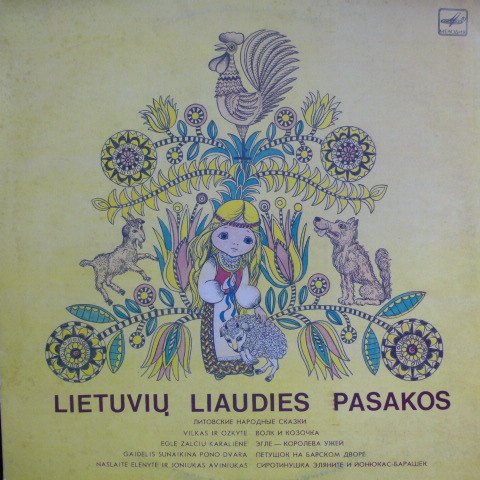 МЕЛОДИЯ
LIETUVIŲ LIAUDIES PASAKOS
ЛИТОВСКИЕ НАРОДНЫЕ СКАЗКИ
VILKAS IR OŽKYTĖ ВОЛК И КОЗОЧКА
EGLĖ ŽALČIŲ KARALIENĖ ЭГЛЕ — КОРОЛЕВА УЖЕЙ
GAIDELIS SUNAIKINA PONO DVARĄ ПЕТУШОК НА БАРСКОМ ДВОРЕ
NAŠLAITĖ ELENYTĖ IR JONIUKAS AVINIUKAS СИРОТИНУШКА ЭЛЯНИТЕ И ЙОНЮКАС-БАРАШЕК